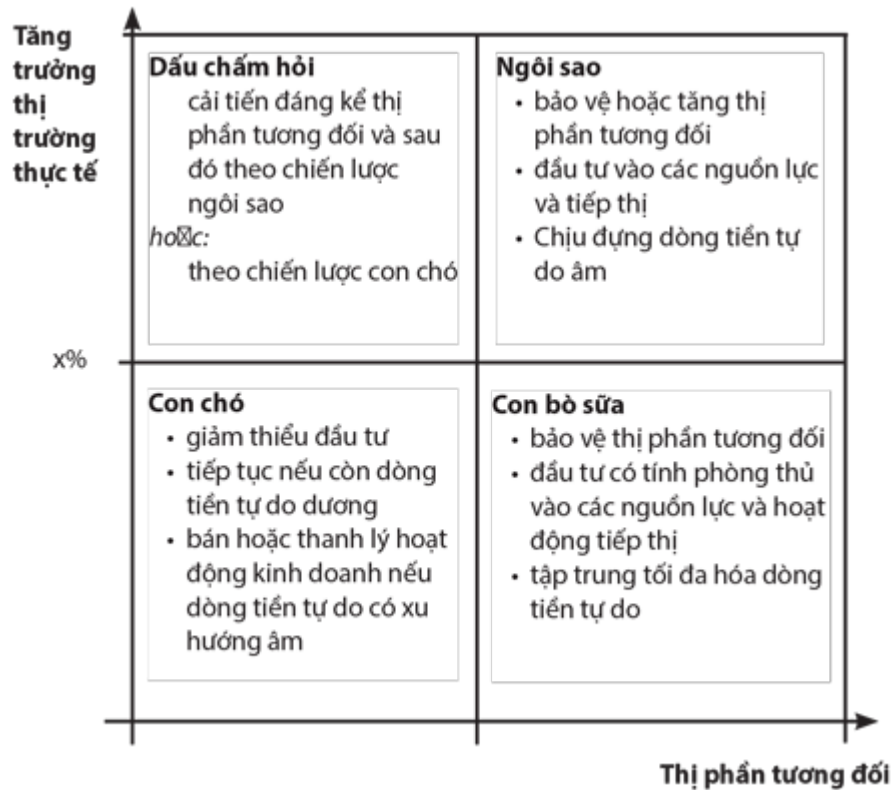 Tăng
trưởng
thị
trường
thực tế
Dấu chấm hỏi
cải tiến đáng kể thị
phần tương đối và sau
đó theo chiến lược
ngôi sao
theo chiến lược con chó
Ngôi sao
• bảo vệ hoặc tăng thị
phần tương đối
• đầu tư vào các nguồn lực
và tiếp thị
• Chịu đựng dòng tiền tự
do âm
x%
Con chó
• giảm thiểu đầu tư
• tiếp tục nếu còn dòng
tiền tự do dương
• bán hoặc thanh lý hoạt
động kinh doanh nếu
dòng tiền tự do có xu
hướng âm
Con bò sữa
• bảo vệ thị phần tương đối
• đầu tư có tính phòng thủ
vào các nguồn lực và hoạt
động tiếp thị
• tập trung tối đa hóa dòng
tiền tự do
Thị phần tương đối